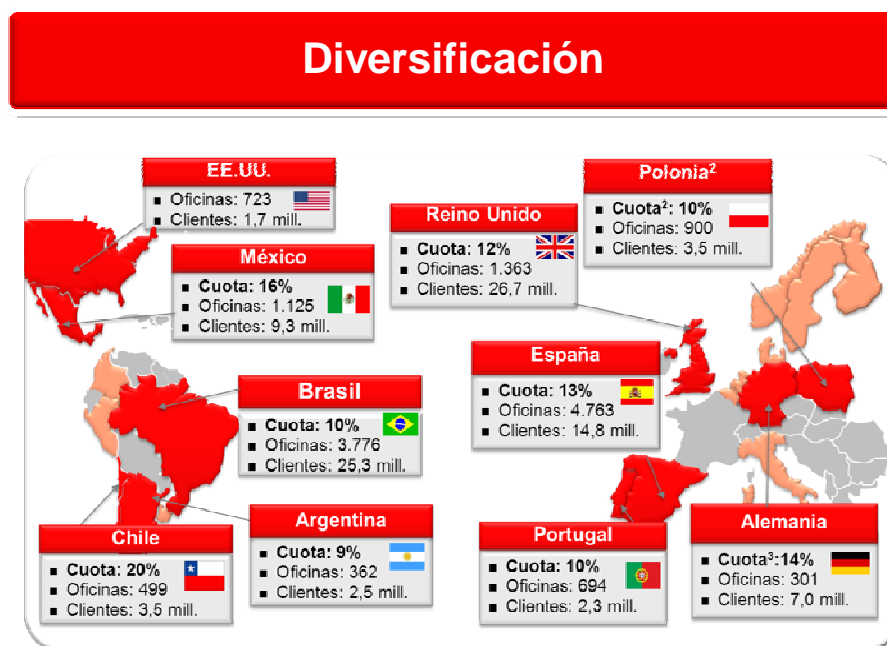 Diversificación
EE.UU.
▪ Oficinas: 723
▪ Clientes: 1,7 mill.
México
▪ Cuota: 16%
▪ Oficinas: 1.125
▪ Clientes: 9,3 mill.
Brasil
▪ Cuota: 10%
▪ Oficinas: 3.776
▪ Clientes: 25,3 mill.
Chile
▪ Cuota: 20%
▪ Oficinas: 499
▪ Clientes: 3,5 mill.
Argentina
▪ Cuota: 9%
▪ Oficinas: 362
▪ Clientes: 2,5 mill.
Reino Unido
▪ Cuota: 12%
▪ Oficinas: 1.363
▪ Clientes: 26,7 mill.
Polonia²
▪ Cuota²: 10%
▪ Oficinas: 900
▪ Clientes: 3,5 mill.
España
▪ Cuota: 13%
▪ Oficinas: 4.763
▪ Clientes: 14,8 mill.
Portugal
▪ Cuota: 10%
▪ Oficinas: 694
▪ Clientes: 2,3 mill.
Alemania
▪ Cuota³:14%
▪ Oficinas: 301
▪ Clientes: 7,0 mill.